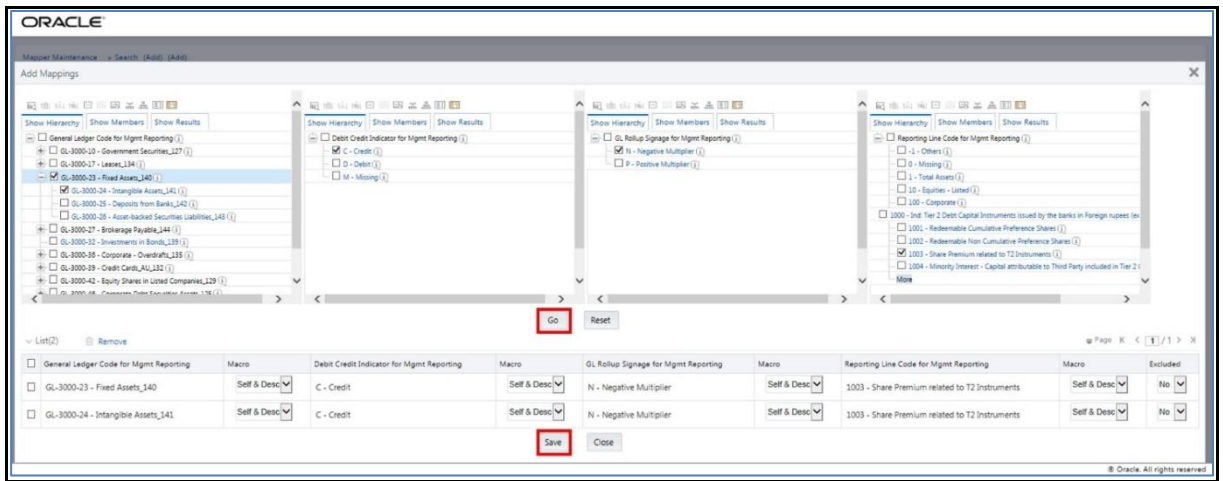 ORACLE
Mapper Maintenance » Search (Add) (Add)
Add Mappings
Show Hierarchy Show Members Show Results
General Ledger Code for Mgmt Reporting
GL-3000-10 - Government Securities_127
GL-3000-17 - Leases_134
GL-3000-23 - Fixed Assets_140
GL-3000-24 - Intangible Assets_141
GL-3000-25 - Deposits from Banks_142
GL-3000-26 - Asset-backed Securities Liabilities_143
GL-3000-27 - Brokerage Payable_144
GL-3000-32 - Investments in Bonds_139
GL-3000-36 - Corporate - Overdrafts_135
GL-3000-39 - Credit Cards_AU_132
GL-3000-42 - Equity Shares in Listed Companies_129
Show Hierarchy Show Members Show Results
Debit Credit Indicator for Mgmt Reporting
C - Credit
D - Debit
M - Missing
Show Hierarchy Show Members Show Results
GL Rollup Signage for Mgmt Reporting
N - Negative Multiplier
P - Positive Multiplier
Show Hierarchy Show Members Show Results
Reporting Line Code for Mgmt Reporting
-1 - Others
0 - Missing
1 - Total Assets
10 - Equities - Listed
100 - Corporate
1000 - Ind: Tier 2 Debt Capital Instruments issued by the banks in Foreign rupees (ex
1001 - Redeemable Cumulative Preference Shares
1002 - Redeemable Non Cumulative Preference Shares
1003 - Share Premium related to T2 Instruments
1004 - Minority Interest - Capital attributable to Third Party included in Tier 2
More
Go Reset
List(2) Remove Page 1 / 1
General Ledger Code for Mgmt Reporting Macro Debit Credit Indicator for Mgmt Reporting Macro GL Rollup Signage for Mgmt Reporting Macro Reporting Line Code for Mgmt Reporting Macro Excluded
GL-3000-23 - Fixed Assets_140 Self & Desc C - Credit Self & Desc N - Negative Multiplier Self & Desc 1003 - Share Premium related to T2 Instruments Self & Desc No
GL-3000-24 - Intangible Assets_141 Self & Desc C - Credit Self & Desc N - Negative Multiplier Self & Desc 1003 - Share Premium related to T2 Instruments Self & Desc No
Save Close
® Oracle. All rights reserved